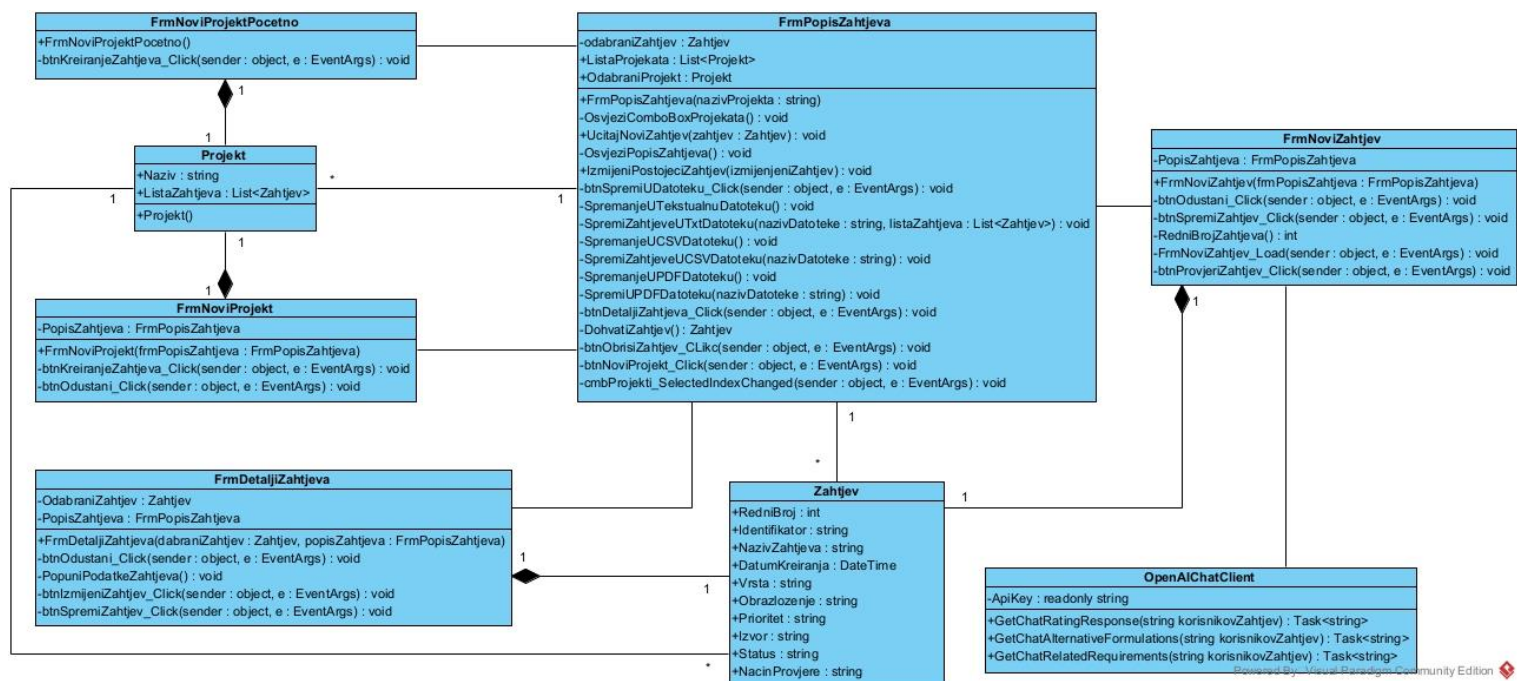 FrmNoviProjektPocetno
+FrmNoviProjektPocetno()
-btnKreiranjeZahtjeva_Click(sender : object, e : EventArgs) : void
1
1
Projekt
+Naziv : string
+ListaZahtjeva : List<Zahtjev>
+Projekt()
1
*
1
1
1
FrmNoviProjekt
-PopisZahtjeva : FrmPopisZahtjeva
+FrmNoviProjekt(frmPopisZahtjeva : FrmPopisZahtjeva)
-btnKreiranjeZahtjeva_Click(sender : object, e : EventArgs) : void
-btnOdustani_Click(sender : object, e : EventArgs) : void
FrmPopisZahtjeva
-odabraniZahtjev : Zahtjev
+ListaProjekata : List<Projekt>
+OdabraniProjekt : Projekt
+FrmPopisZahtjeva(nazivProjekta : string)
-OsvjeziComboBoxProjekata() : void
+UcitajNoviZahtjev(zahtjev : Zahtjev) : void
-OsvjeziPopisZahtjeva() : void
+IzmijeniPostojeciZahtjev(izmijenjeniZahtjev) : void
-btnSpremiUDatoteku_Click(sender : object, e : EventArgs) : void
-SpremanjeUTekstualnuDatoteku() : void
-SpremiZahtjeveUTxtDatoteku(nazivDatoteke : string, listaZahtjeva : List<Zahtjev>) : void
-SpremanjeUCSVDatoteku() : void
-SpremiZahtjeveUCSVDatoteku(nazivDatoteke : string) : void
-SpremanjeUPDFDatoteku() : void
-SpremiUPDFDatoteku(nazivDatoteke : string) : void
-btnDetaljiZahtjeva_Click(sender : object, e : EventArgs) : void
-DohvatiZahtjev() : Zahtjev
-btnObrisiZahtjev_CLikc(sender : object, e : EventArgs) : void
-btnNoviProjekt_Click(sender : object, e : EventArgs) : void
-cmbProjekti_SelectedIndexChanged(sender : object, e : EventArgs) : void
1
*
FrmNoviZahtjev
-PopisZahtjeva : FrmPopisZahtjeva
+FrmNoviZahtjev(frmPopisZahtjeva : FrmPopisZahtjeva)
-btnOdustani_Click(sender : object, e : EventArgs) : void
-btnSpremiZahtjev_Click(sender : object, e : EventArgs) : void
-RedniBrojZahtjeva() : int
-FrmNoviZahtjev_Load(sender : object, e : EventArgs) : void
-btnProvjeriZahtjev_Click(sender : object, e : EventArgs) : void
1
1
FrmDetaljiZahtjeva
-OdabraniZahtjev : Zahtjev
-PopisZahtjeva : FrmPopisZahtjeva
+FrmDetaljiZahtjeva(dabraniZahtjev : Zahtjev, popisZahtjeva : FrmPopisZahtjeva)
-btnOdustani_Click(sender : object, e : EventArgs) : void
-PopuniPodatkeZahtjeva() : void
-btnIzmijeniZahtjev_Click(sender : object, e : EventArgs) : void
-btnSpremiZahtjev_Click(sender : object, e : EventArgs) : void
1
1
*
Zahtjev
+RedniBroj : int
+Identifikator : string
+NazivZahtjeva : string
+DatumKreiranja : DateTime
+Vrsta : string
+Obrazlozenje : string
+Prioritet : string
+Izvor : string
+Status : string
+NacinProvjere : string
OpenAIChatClient
-ApiKey : readonly string
+GetChatRatingResponse(string korisnikovZahtjev) : Task<string>
+GetChatAlternativeFormulations(string korisnikovZahtjev) : Task<string>
+GetChatRelatedRequirements(string korisnikovZahtjev) : Task<string>
Powered By: Visual Paradigm Community Edition